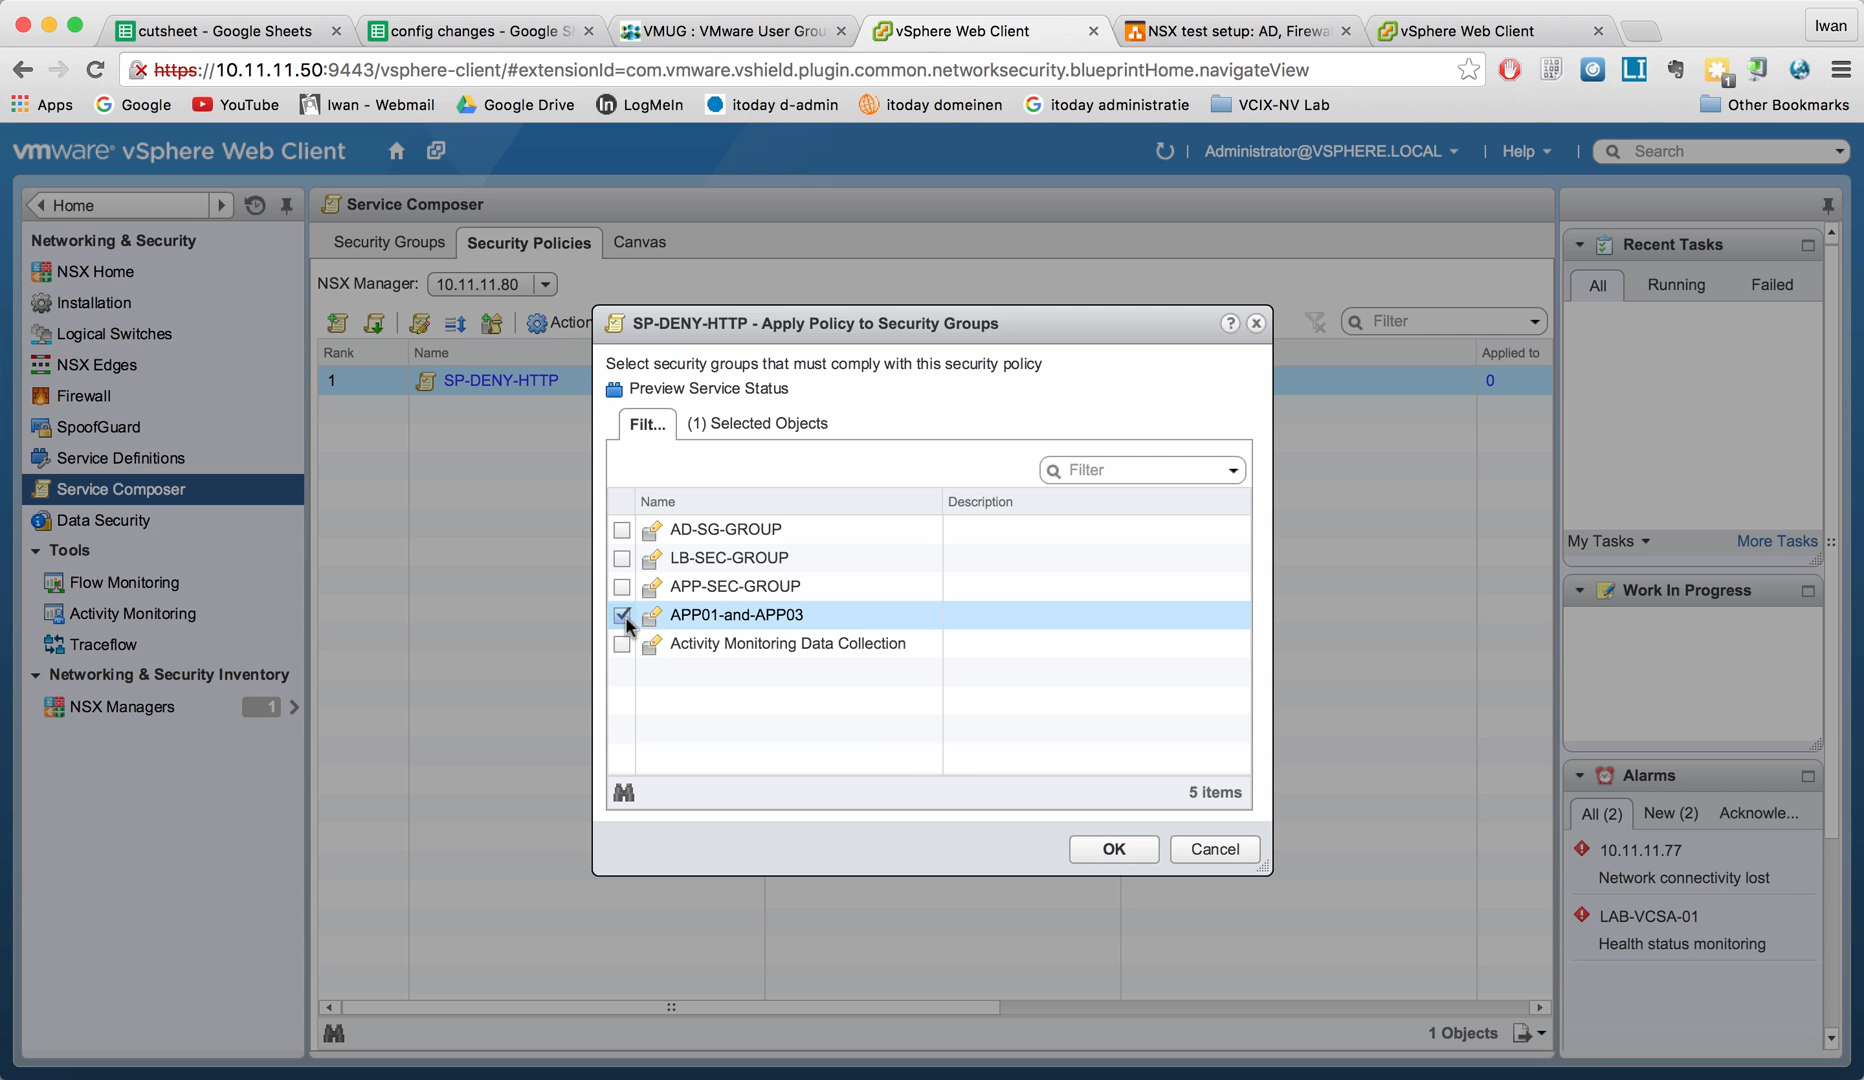 cutsheet - Google Sheets
config changes - Google S
VMUG : VMware User Grou
vSphere Web Client
NSX test setup: AD, Firewa
vSphere Web Client
Iwan
https://10.11.11.50:9443/vsphere-client/#extensionId=com.vmware.vshield.plugin.common.networksecurity.blueprintHome.navigateView
Apps
Google
YouTube
Iwan - Webmail
Google Drive
LogMeIn
itoday d-admin
itoday domeinen
itoday administratie
VCIX-NV Lab
Other Bookmarks
vmware® vSphere Web Client
Administrator@VSPHERE.LOCAL
Help
Search
Home
Networking & Security
NSX Home
Installation
Logical Switches
NSX Edges
Firewall
SpoofGuard
Service Definitions
Service Composer
Data Security
Tools
Flow Monitoring
Activity Monitoring
Traceflow
Networking & Security Inventory
NSX Managers
1
Service Composer
Security Groups
Security Policies
Canvas
NSX Manager:
10.11.11.80
Action
Filter
Rank
Name
Applied to
1
SP-DENY-HTTP
0
SP-DENY-HTTP - Apply Policy to Security Groups
Select security groups that must comply with this security policy
Preview Service Status
Filt...
(1) Selected Objects
Filter
Name
Description
AD-SG-GROUP
LB-SEC-GROUP
APP-SEC-GROUP
APP01-and-APP03
Activity Monitoring Data Collection
5 items
OK
Cancel
1 Objects
Recent Tasks
All
Running
Failed
My Tasks
More Tasks
Work In Progress
Alarms
All (2)
New (2)
Acknowle...
10.11.11.77
Network connectivity lost
LAB-VCSA-01
Health status monitoring